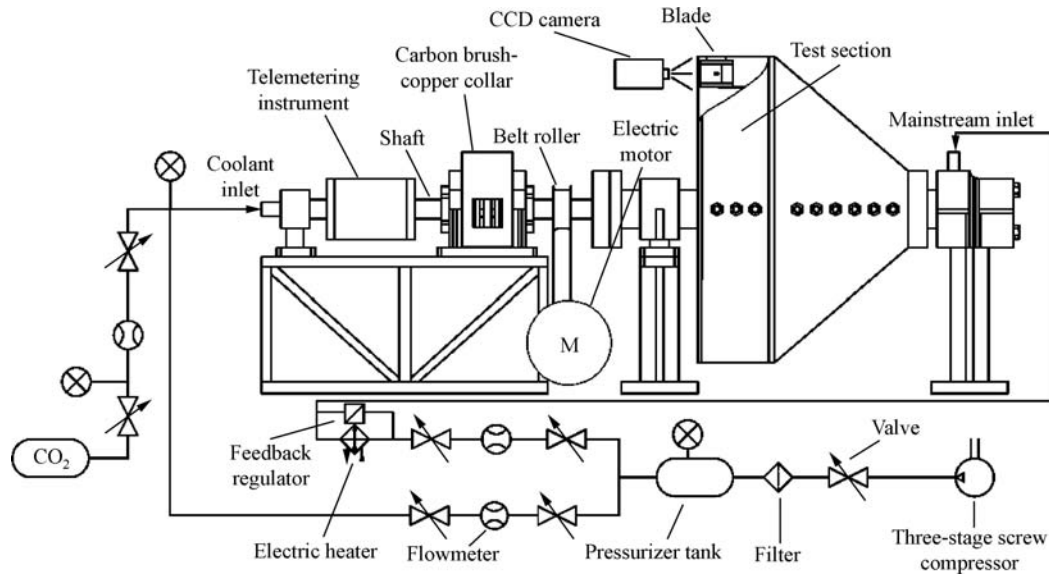 CCD camera
Blade
Test section
Carbon brush-
copper collar
Telemetering
instrument
Shaft
Belt roller
Electric
motor
Mainstream inlet
Coolant
inlet
M
CO₂
Feedback
regulator
Valve
Electric heater
Flowmeter
Pressurizer tank
Filter
Three-stage screw
compressor